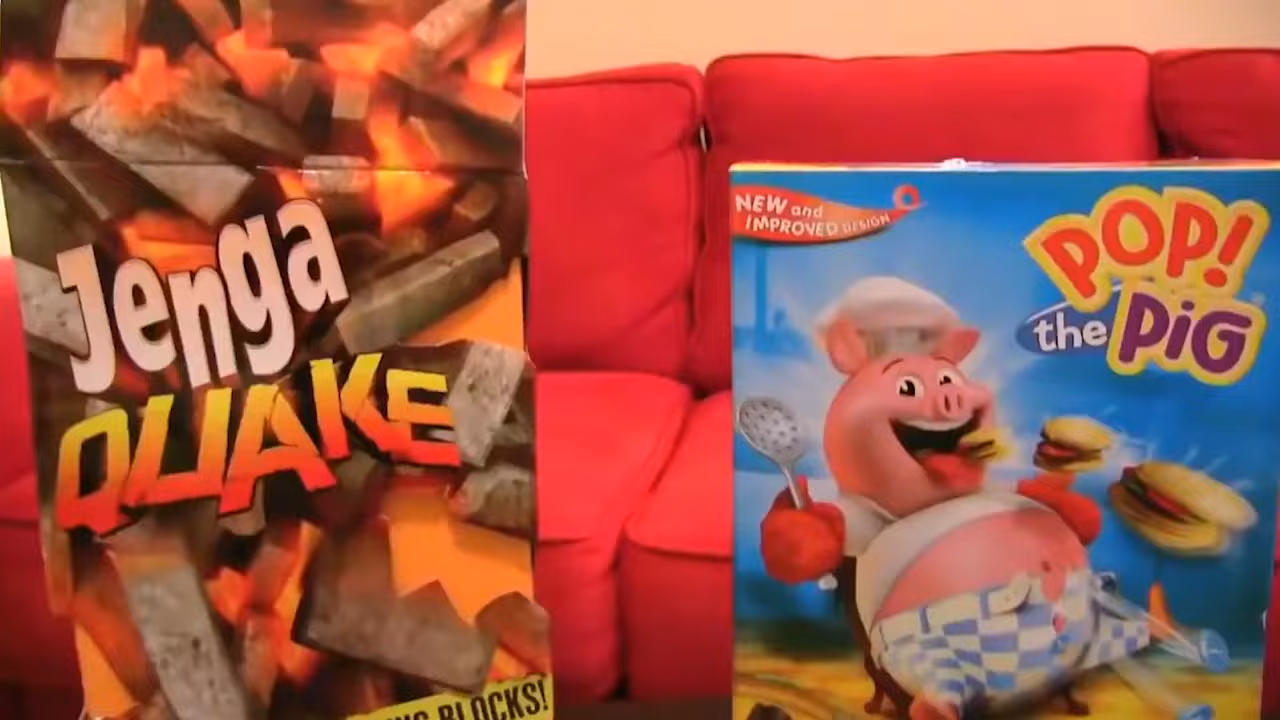 Jenga
QUAKE
BLOCKS!
NEW and
IMPROVED DESIGN
POP!
the PiG